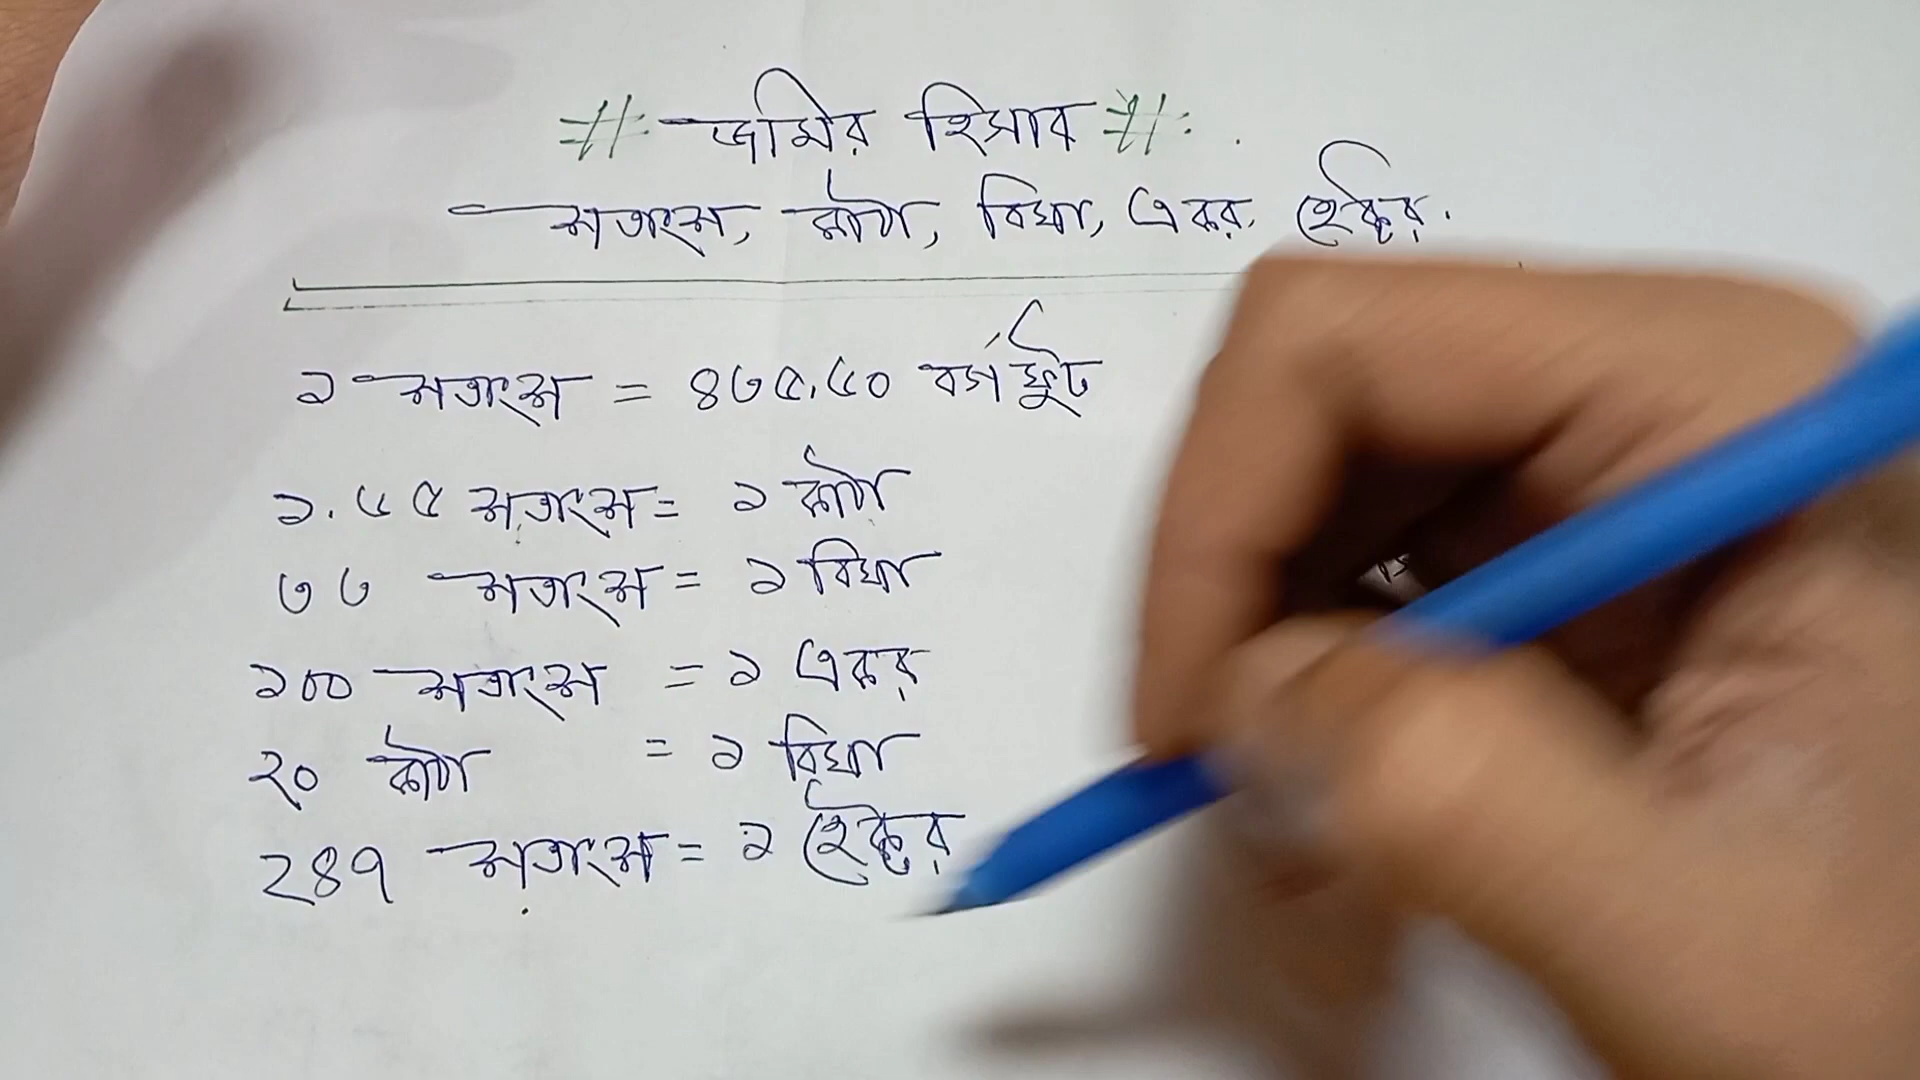 # জমির হিসাব #:
শতাংশ, কাঠা, বিঘা, একর, হেক্টর.
১ শতাংশ = ৪৩৫.৬০ বর্গফুট
১.৬৫ শতাংশ = ১ কাঠা
৩৩ শতাংশ = ১ বিঘা
১০০ শতাংশ = ১ একর
২০ কাঠা = ১ বিঘা
২৪৭ শতাংশ = ১ হেক্টর